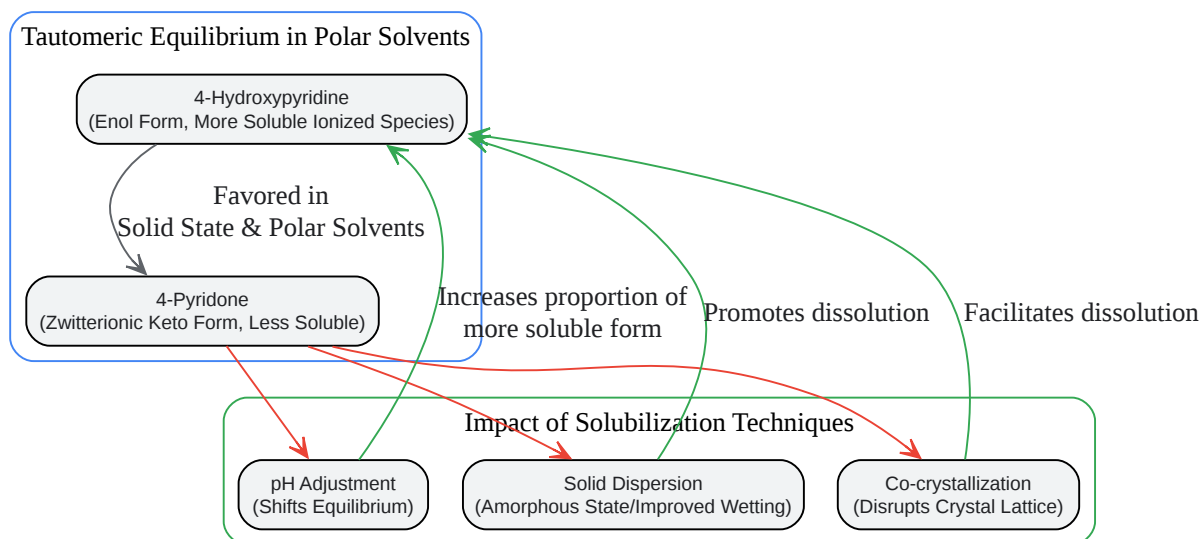 Tautomeric Equilibrium in Polar Solvents
4-Hydroxypyridine
(Enol Form, More Soluble Ionized Species)
Favored in
Solid State & Polar Solvents
4-Pyridone
(Zwitterionic Keto Form, Less Soluble)
Increases proportion of
more soluble form
Promotes dissolution
Facilitates dissolution
Impact of Solubilization Techniques
pH Adjustment
(Shifts Equilibrium)
Solid Dispersion
(Amorphous State/Improved Wetting)
Co-crystallization
(Disrupts Crystal Lattice)